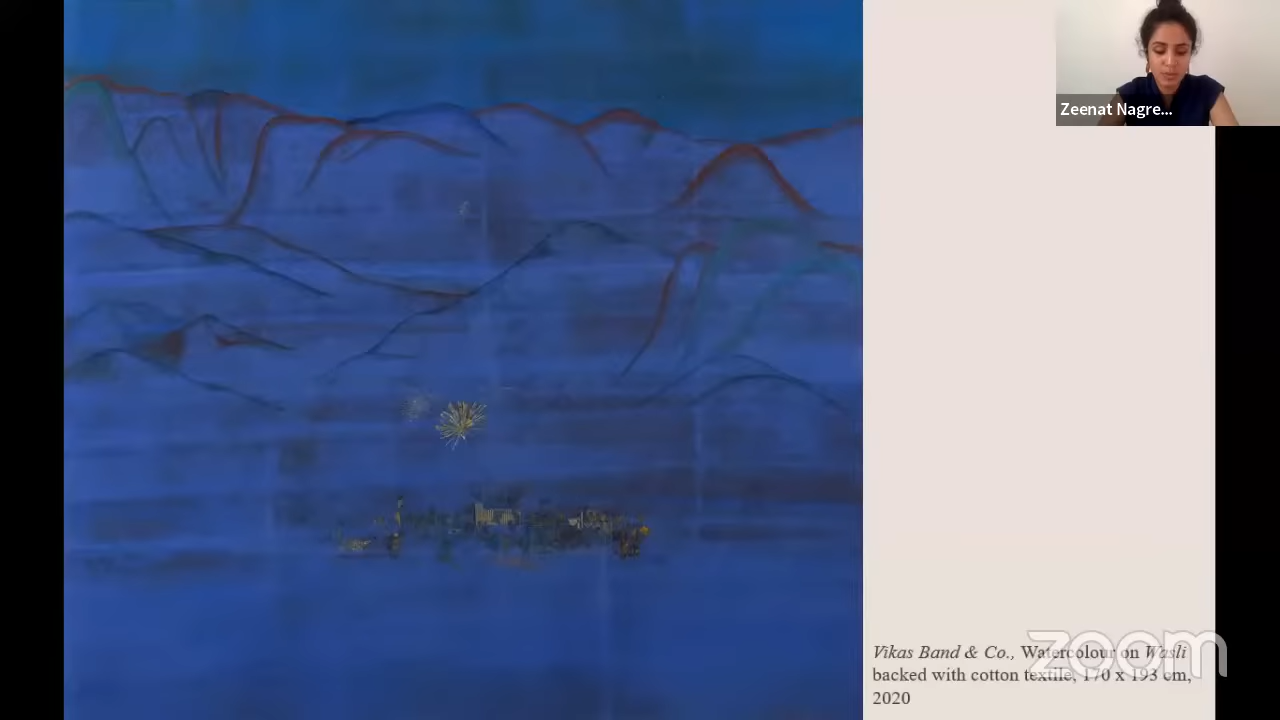 Zeenat Nagre...
Vikas Band & Co., Watercolour on Wasli
backed with cotton textile, 170 x 193 cm,
2020
zoom